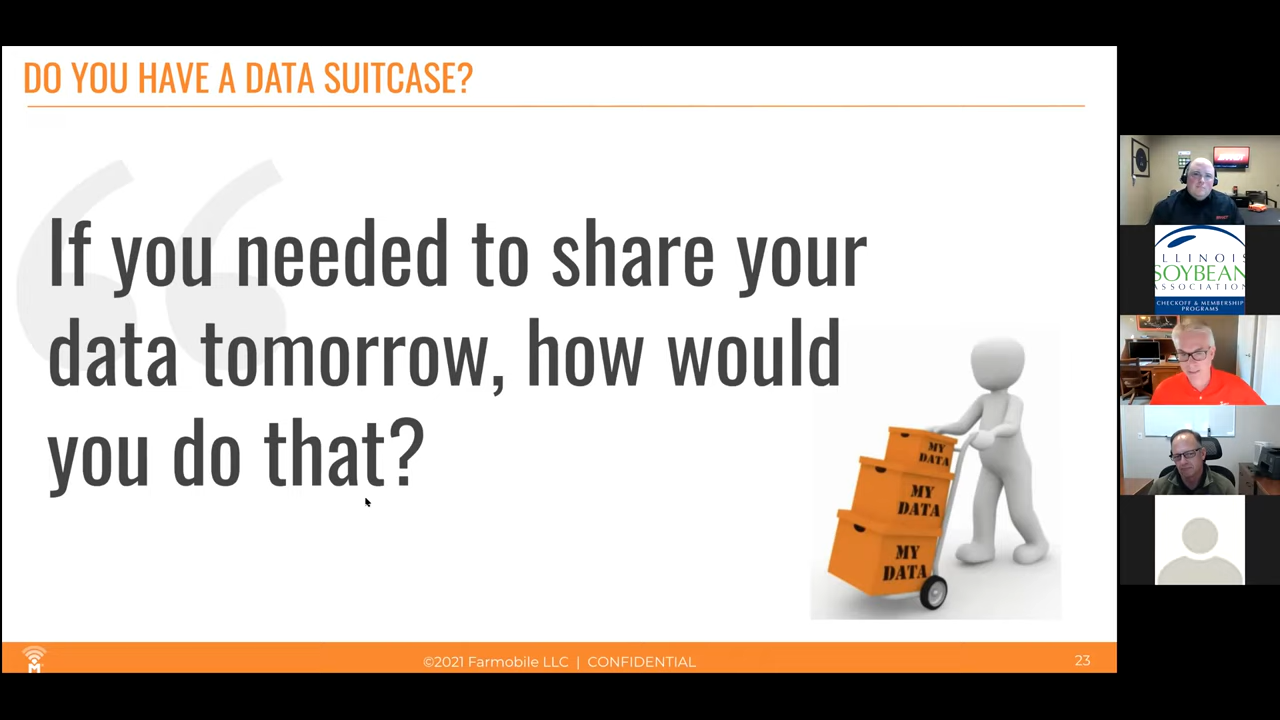 DO YOU HAVE A DATA SUITCASE?
If you needed to share your
data tomorrow, how would
you do that?
MY
DATA
MY
DATA
MY
DATA
©2021 Farmobile LLC | CONFIDENTIAL
23
ILLINOIS
SOYBEAN
ASSOCIATION
CHECKOFF & MEMBERSHIP
PROGRAMS